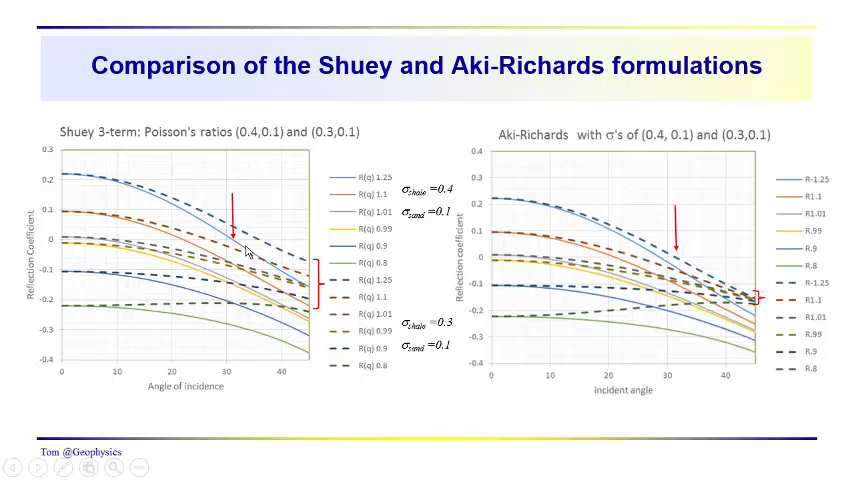 Comparison of the Shuey and Aki-Richards formulations
Shuey 3-term: Poisson's ratios (0.4,0.1) and (0.3,0.1)
0.3
0.2
0.1
0
-0.1
-0.2
-0.3
-0.4
Reflection Coefficient
0
10
20
30
40
Angle of incidence
R(q) 1.25
R(q) 1.1
R(q) 1.01
R(q) 0.99
R(q) 0.9
R(q) 0.8
R(q) 1.25
R(q) 1.1
R(q) 1.01
R(q) 0.99
R(q) 0.9
R(q) 0.8
σshale =0.4
σsand =0.1
σshale =0.3
σsand =0.1
Aki-Richards with σ's of (0.4, 0.1) and (0.3,0.1)
0.4
0.3
0.2
0.1
0
-0.1
-0.2
-0.3
-0.4
Reflection coefficient
0
10
20
30
40
Incident angle
R-1.25
R1.1
R1.01
R.99
R.9
R.8
R-1.25
R1.1
R1.01
R.99
R.9
R.8
Tom @Geophysics